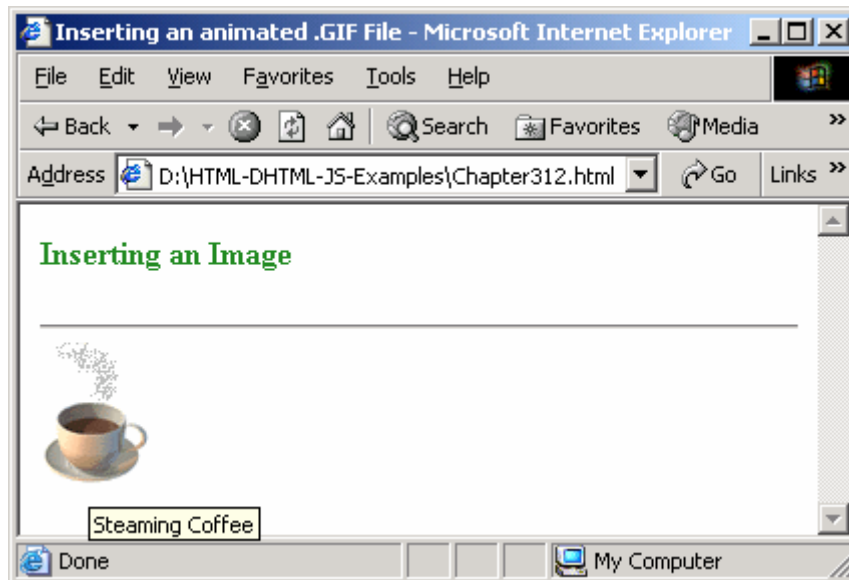 Inserting an animated .GIF File - Microsoft Internet Explorer
File Edit View Favorites Tools Help
Back Search Favorites Media »
Address D:\HTML-DHTML-JS-Examples\Chapter312.html Go Links »
Inserting an Image
Steaming Coffee
Done My Computer